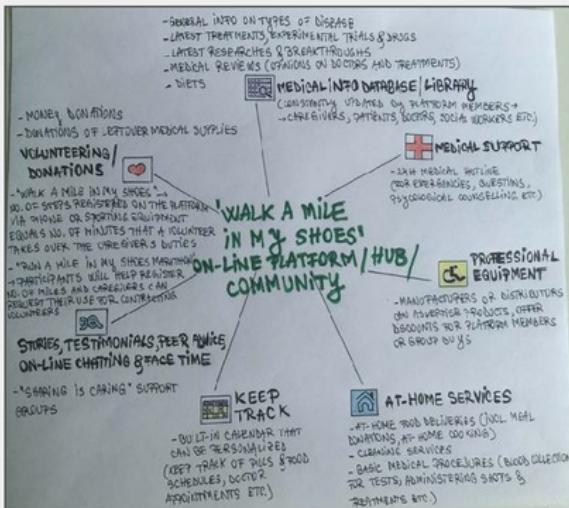 - GENERAL INFO ON TYPES OF DISEASE
- LATEST TREATMENTS, EXPERIMENTAL TRIALS & DRUGS
- LATEST RESEARCHES & BREAKTHROUGHS
- MEDICAL REVIEWS (OPINIONS ON DOCTORS AND TREATMENTS)
- DIETS
MEDICAL INFO DATABASE/LIBRARY
(CONSTANTLY UPDATED BY PLATFORM MEMBERS →
→ CAREGIVERS, PATIENTS, DOCTORS, SOCIAL WORKERS ETC.)
MEDICAL SUPPORT
- 24H MEDICAL HOTLINE
(FOR EMERGENCIES, QUESTINS,
PSYCOLOGICAL COUNSELLING ETC)
PROFESSIONAL
EQUIPMENT
- MANUFACTURERS OR DISTRIBUTORS
CAN ADVERTISE PRODUCTS, OFFER
DISCOUNTS FOR PLATFORM MEMBERS
OR GROUP BUYS
AT-HOME SERVICES
- AT-HOME FOOD DELIVERIES (INCL. MEAL
DONATIONS, AT HOME COOKING)
- CLEANING SERVICES
- BASIC MEDICAL PROCEDURES (BLOOD COLLECTION
FOR TESTS, ADMINISTERING SHOTS &
TREATMENTS ETC.)
KEEP
TRACK
- BUILT-IN CALENDAR THAT
CAN BE PERSONALIZED
(KEEP TRACK OF PILLS & FOOD
SCHEDULES, DOCTOR
APPOINTMENTS ETC.)
STORIES, TESTIMONIALS, PEER ADVICE,
ON-LINE CHATTING & FACE TIME
- "SHARING IS CARING" SUPPORT
GROUPS
- MONEY DONATIONS
- DONATIONS OF LEFTOVER MEDICAL SUPPLIES
VOLUNTEERING/
DONATIONS
- "WALK A MILE IN MY SHOES" →
NO. OF STEPS REGISTERED ON THE PLATFORM
VIA PHONE OR SPORTING EQUIPMENT
EQUALS NO. OF MINUTES THAT A VOLUNTEER
TAKES OVER THE CAREGIVER'S DUTIES
- "RUN A MILE IN MY SHOES MARATHON"
→ PARTICIPANTS WILL HELP REGISTER
NO. OF MILES AND CAREGIVERS CAN
REQUEST THEIR USE FOR CONTACTING
VOLUNTEERS
"WALK A MILE
IN MY SHOES"
ON-LINE PLATFORM/HUB/
COMMUNITY